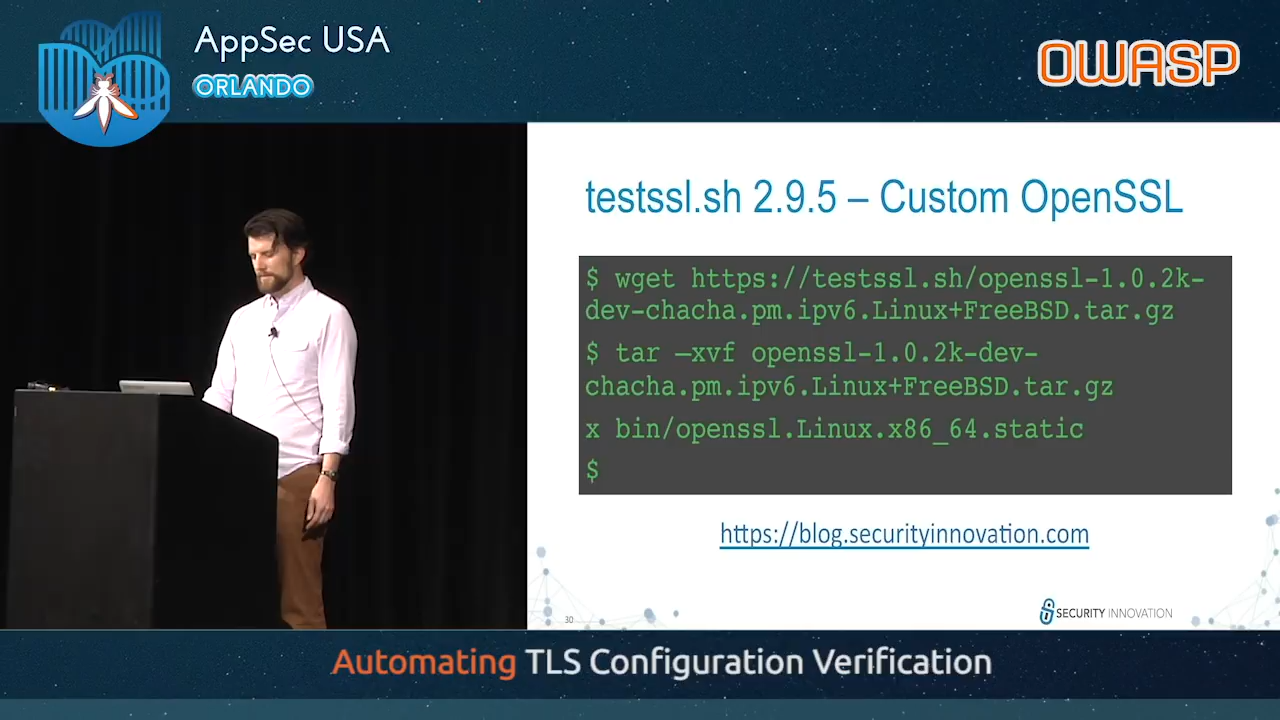 AppSec USA
ORLANDO
OWASP
testssl.sh 2.9.5 – Custom OpenSSL
$ wget https://testssl.sh/openssl-1.0.2k-
dev-chacha.pm.ipv6.Linux+FreeBSD.tar.gz
$ tar –xvf openssl-1.0.2k-dev-
chacha.pm.ipv6.Linux+FreeBSD.tar.gz
x bin/openssl.Linux.x86_64.static
$
https://blog.securityinnovation.com
30
SECURITY INNOVATION
Automating TLS Configuration Verification